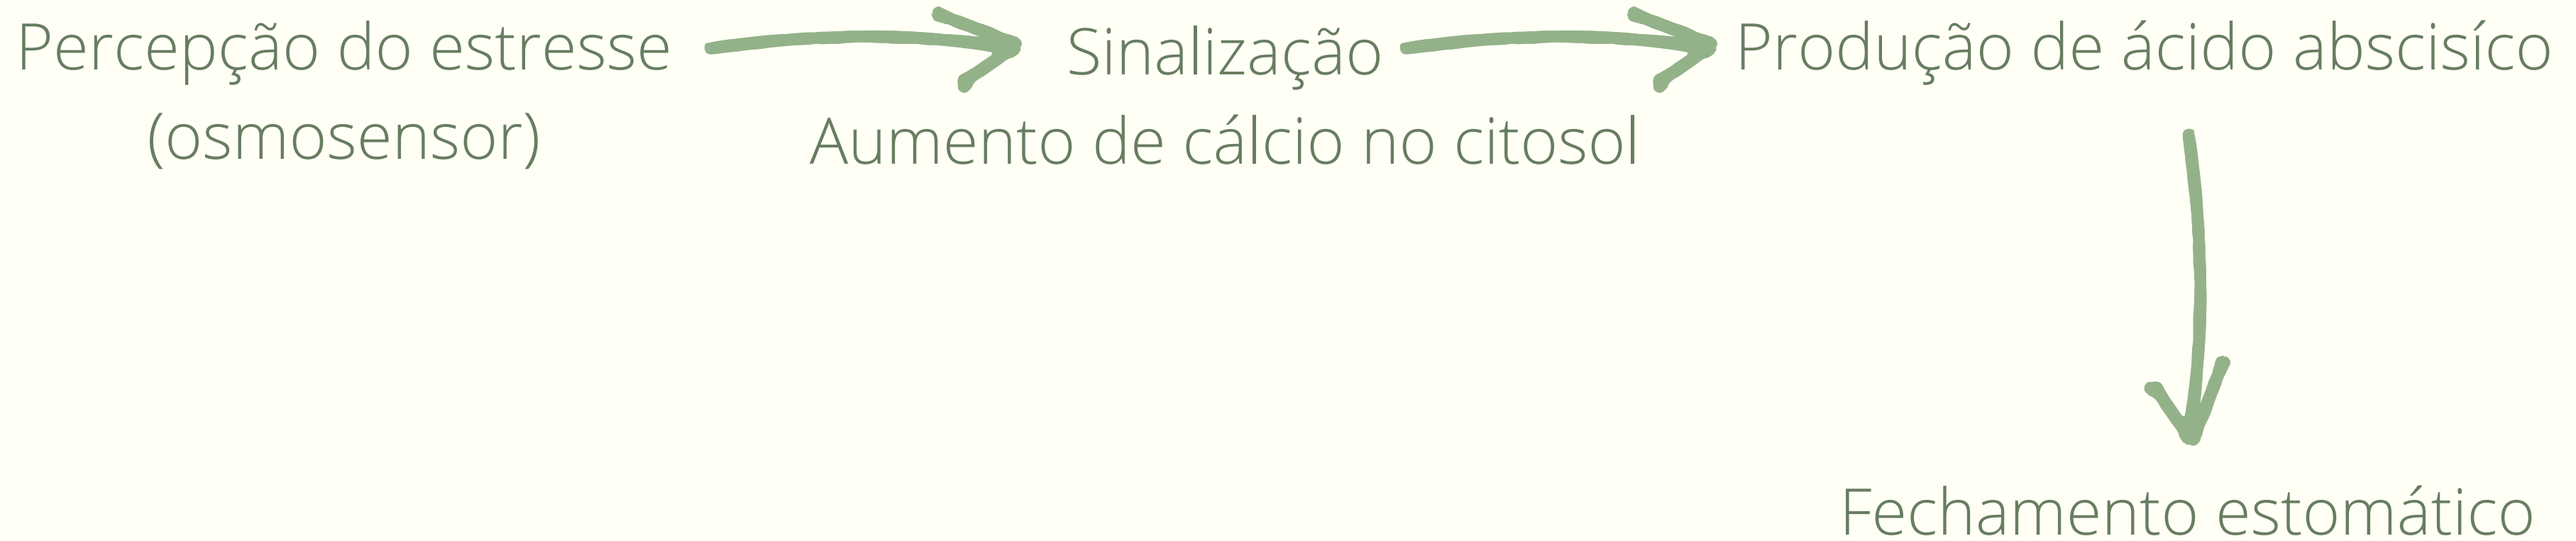 Percepção do estresse
(osmosensor)
Sinalização
Aumento de cálcio no citosol
Produção de ácido abscisíco
Fechamento estomático